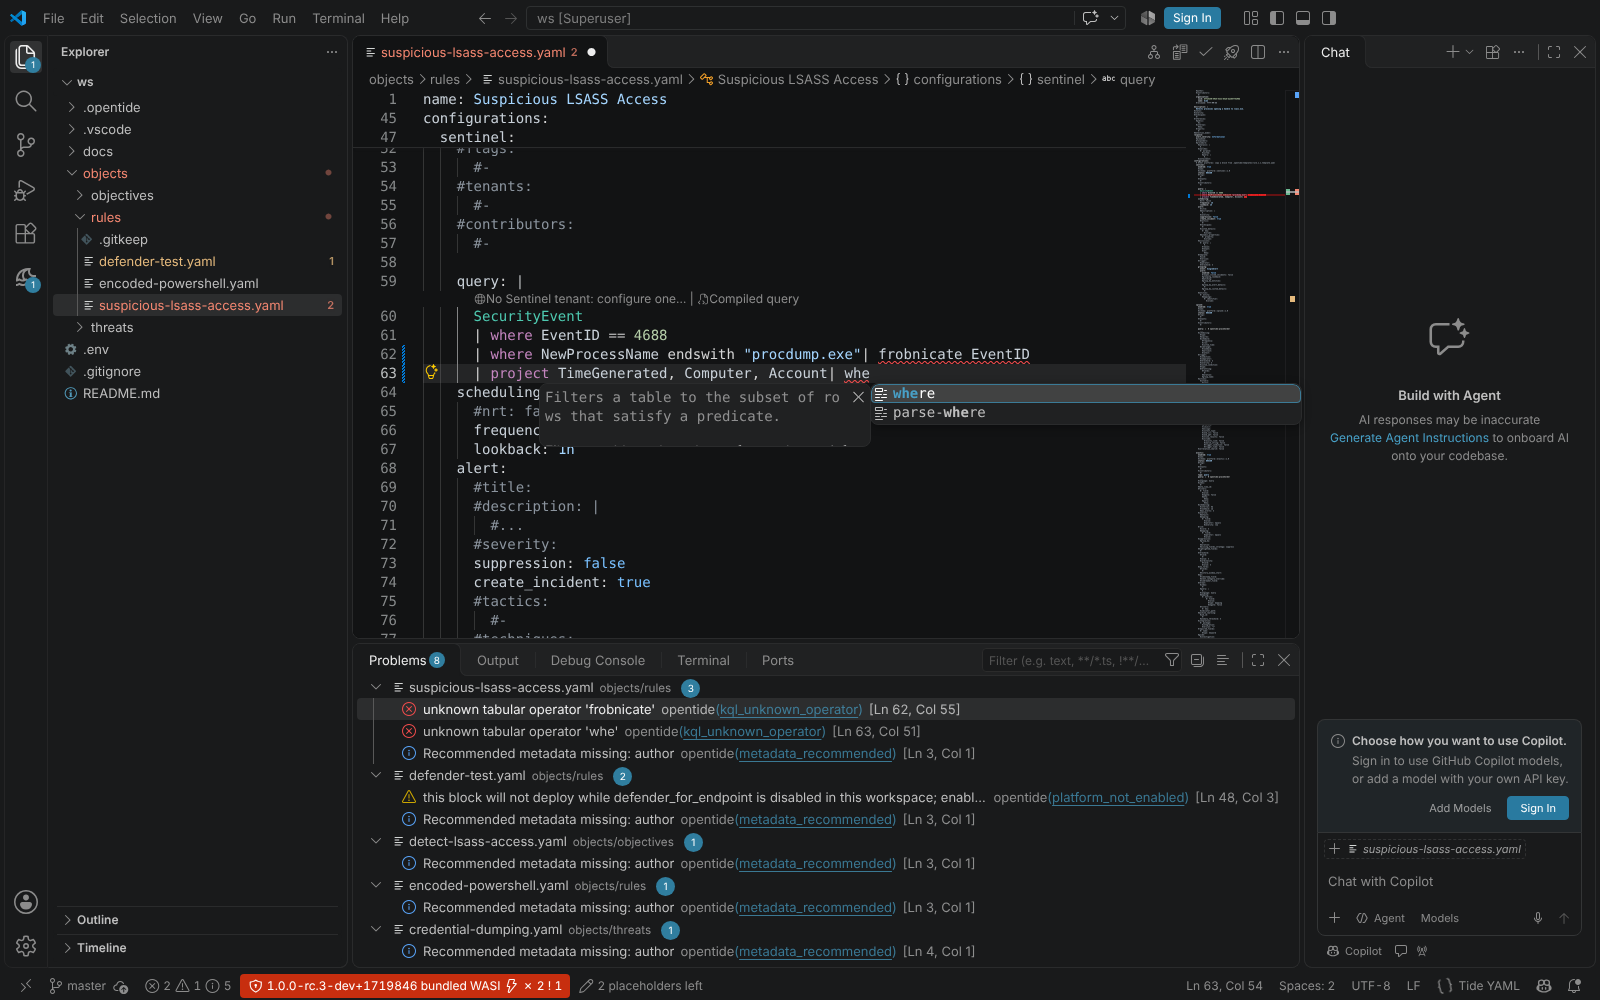 File Edit Selection View Go Run Terminal Help
ws [Superuser]
Sign In
Explorer
ws
.opentide
.vscode
docs
objects
objectives
rules
.gitkeep
defender-test.yaml 1
encoded-powershell.yaml
suspicious-lsass-access.yaml 2
threats
.env
.gitignore
README.md
Outline
Timeline
1
1
suspicious-lsass-access.yaml 2
objects > rules > suspicious-lsass-access.yaml > Suspicious LSASS Access > { } configurations > { } sentinel > abc query
1 name: Suspicious LSASS Access
45 configurations:
47 sentinel:
52 #flags:
53 #-
54 #tenants:
55 #-
56 #contributors:
57 #-
58
59 query: |
No Sentinel tenant: configure one... | Compiled query
60 SecurityEvent
61 | where EventID == 4688
62 | where NewProcessName endswith "procdump.exe"| frobnicate EventID
63 | project TimeGenerated, Computer, Account| whe
64 scheduling
65 #nrt: fa
66 frequenc
67 lookback: 1h
68 alert:
69 #title:
70 #description: |
71 #...
72 #severity:
73 suppression: false
74 create_incident: true
75 #tactics:
76 #-
77 #techniques:
Filters a table to the subset of ro
ws that satisfy a predicate.
where
parse-where
Problems 8 Output Debug Console Terminal Ports
Filter (e.g. text, **/*.ts, !**/...
suspicious-lsass-access.yaml objects/rules 3
unknown tabular operator 'frobnicate' opentide(kql_unknown_operator) [Ln 62, Col 55]
unknown tabular operator 'whe' opentide(kql_unknown_operator) [Ln 63, Col 51]
Recommended metadata missing: author opentide(metadata_recommended) [Ln 3, Col 1]
defender-test.yaml objects/rules 2
this block will not deploy while defender_for_endpoint is disabled in this workspace; enabl... opentide(platform_not_enabled) [Ln 48, Col 3]
Recommended metadata missing: author opentide(metadata_recommended) [Ln 3, Col 1]
detect-lsass-access.yaml objects/objectives 1
Recommended metadata missing: author opentide(metadata_recommended) [Ln 3, Col 1]
encoded-powershell.yaml objects/rules 1
Recommended metadata missing: author opentide(metadata_recommended) [Ln 3, Col 1]
credential-dumping.yaml objects/threats 1
Recommended metadata missing: author opentide(metadata_recommended) [Ln 4, Col 1]
Chat
Build with Agent
AI responses may be inaccurate
Generate Agent Instructions to onboard AI
onto your codebase.
Choose how you want to use Copilot.
Sign in to use GitHub Copilot models,
or add a model with your own API key.
Add Models Sign In
suspicious-lsass-access.yaml
Chat with Copilot
Agent Models
Copilot
master 2 1 5 1.0.0-rc.3-dev+1719846 bundled WASI × 2 ! 1 2 placeholders left
Ln 63, Col 54 Spaces: 2 UTF-8 LF { } Tide YAML